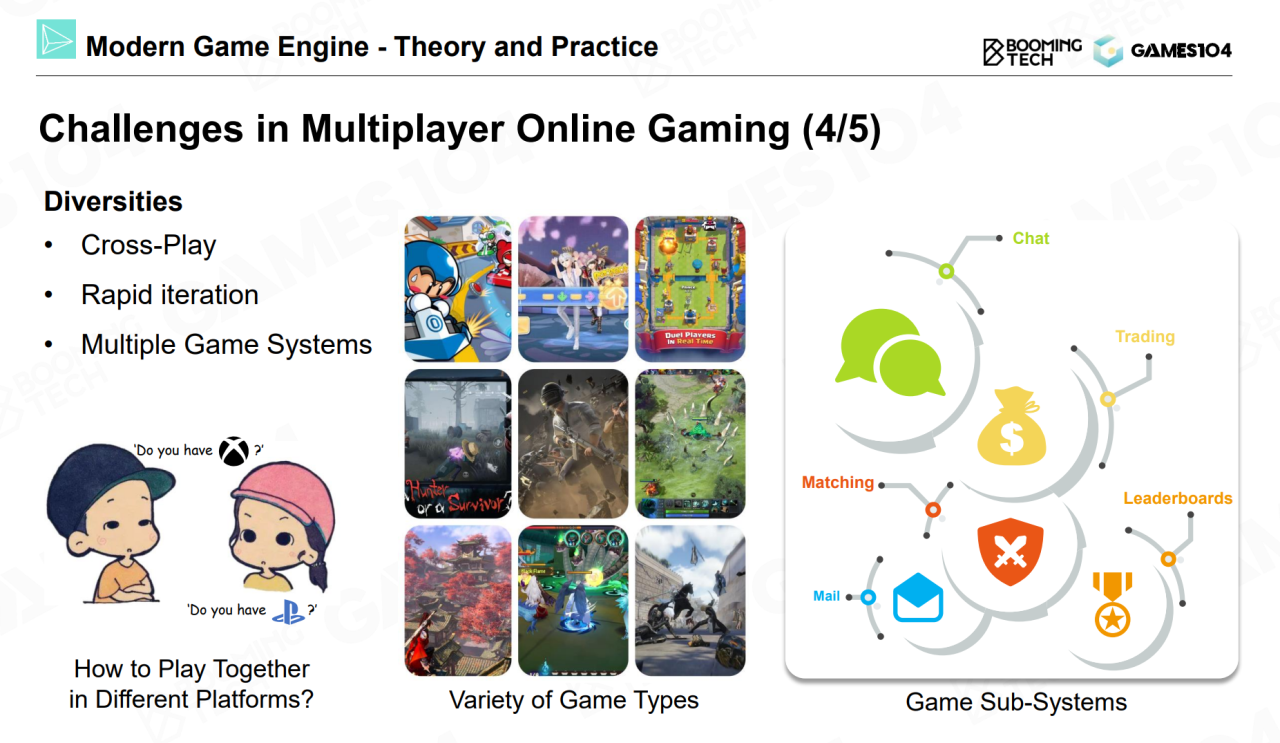 Modern Game Engine - Theory and Practice
BOOMING
TECH
GAMES104
Challenges in Multiplayer Online Gaming (4/5)
Diversities
• Cross-Play
• Rapid iteration
• Multiple Game Systems
'Do you have ?'
'Do you have ?'
How to Play Together
in Different Platforms?
Duel Players
in Real Time
Hunter
or a Survivor
Variety of Game Types
Chat
Trading
Matching
Leaderboards
Mail
Game Sub-Systems